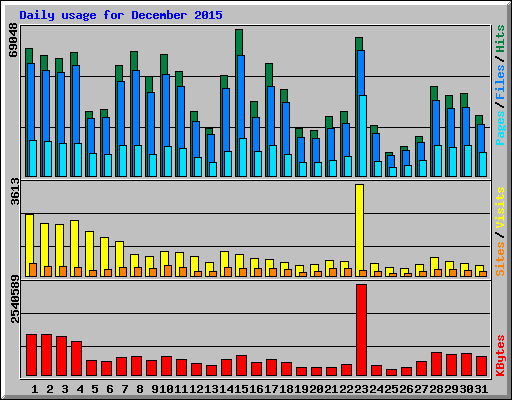 Daily usage for December 2015
69048
Pages/Files/Hits
3613
Sites/Visits
2540589
KBytes
1 2 3 4 5 6 7 8 9 10 11 12 13 14 15 16 17 18 19 20 21 22 23 24 25 26 27 28 29 30 31